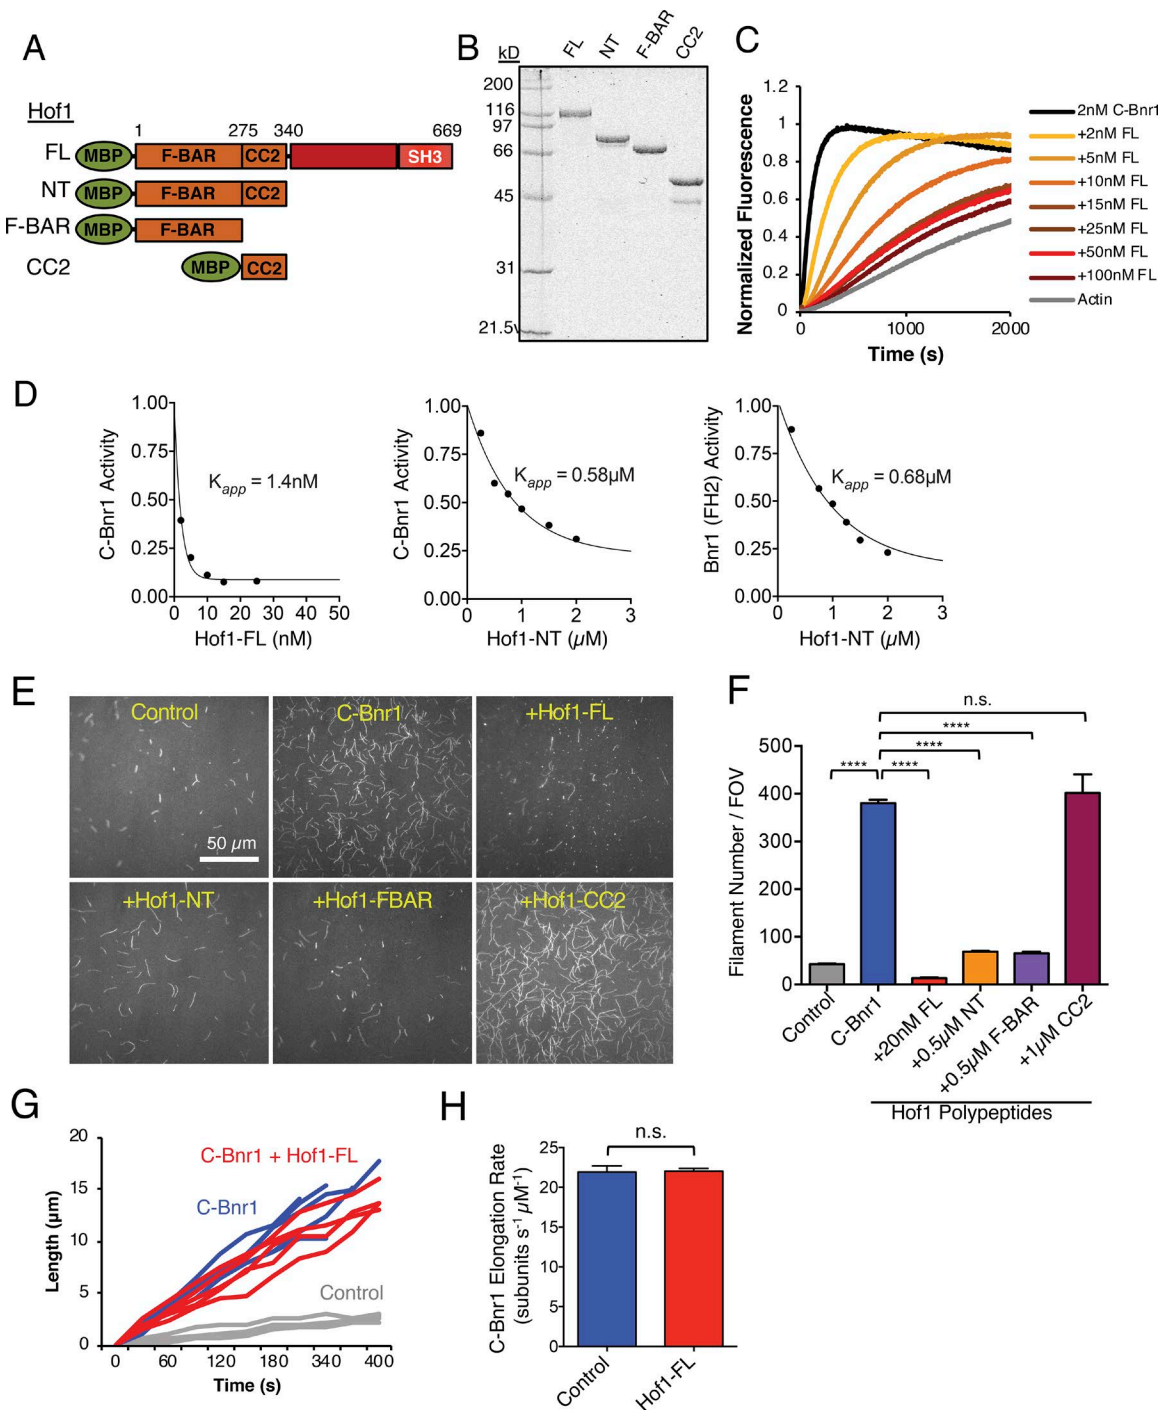 A
Hof1
1 275 340 669
FL MBP F-BAR CC2 SH3
NT MBP F-BAR CC2
F-BAR MBP F-BAR
CC2 MBP CC2
B
kD FL NT F-BAR CC2
200
116
97
66
45
31
21.5
C
Normalized Fluorescence
1.2
1
0.8
0.6
0.4
0.2
0
0 1000 2000
Time (s)
2nM C-Bnr1
+2nM FL
+5nM FL
+10nM FL
+15nM FL
+25nM FL
+50nM FL
+100nM FL
Actin
D
C-Bnr1 Activity
1.00
0.75
0.50
0.25
0.00
0 10 20 30 40 50
Hof1-FL (nM)
Kapp = 1.4nM
C-Bnr1 Activity
1.00
0.75
0.50
0.25
0.00
0 1 2 3
Hof1-NT (µM)
Kapp = 0.58µM
Bnr1 (FH2) Activity
1.00
0.75
0.50
0.25
0.00
0 1 2 3
Hof1-NT (µM)
Kapp = 0.68µM
E
Control
C-Bnr1
+Hof1-FL
50 µm
+Hof1-NT
+Hof1-FBAR
+Hof1-CC2
F
n.s.
****
****
**** ****
Filament Number / FOV
500
400
300
200
100
0
Control
C-Bnr1
+20nM FL
+0.5µM NT
+0.5µM F-BAR
+1µM CC2
Hof1 Polypeptides
G
Length (µm)
20
15
10
5
0
C-Bnr1 + Hof1-FL
C-Bnr1
Control
0 60 120 180 240 340 400
Time (s)
H
n.s.
C-Bnr1 Elongation Rate
(subunits s⁻¹ µM⁻¹)
25
20
15
10
5
0
Control
Hof1-FL